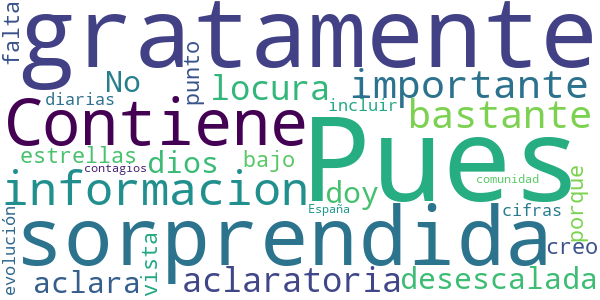 falta
gratamente
No
punto
locura
importante
diarias
Contiene
incluir
bastante
Pues
estrellas
dios
bajo
contagios
comunidad
informacion
doy
porque
España
cifras
sorprendida
evolución
vista
creo
aclara
aclaratoria
desescalada